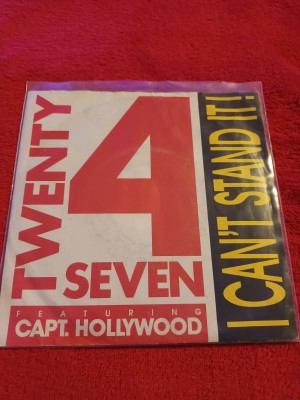 TWENTY
4
SEVEN
FEATURING
CAPT. HOLLYWOOD
I CAN'T STAND IT!